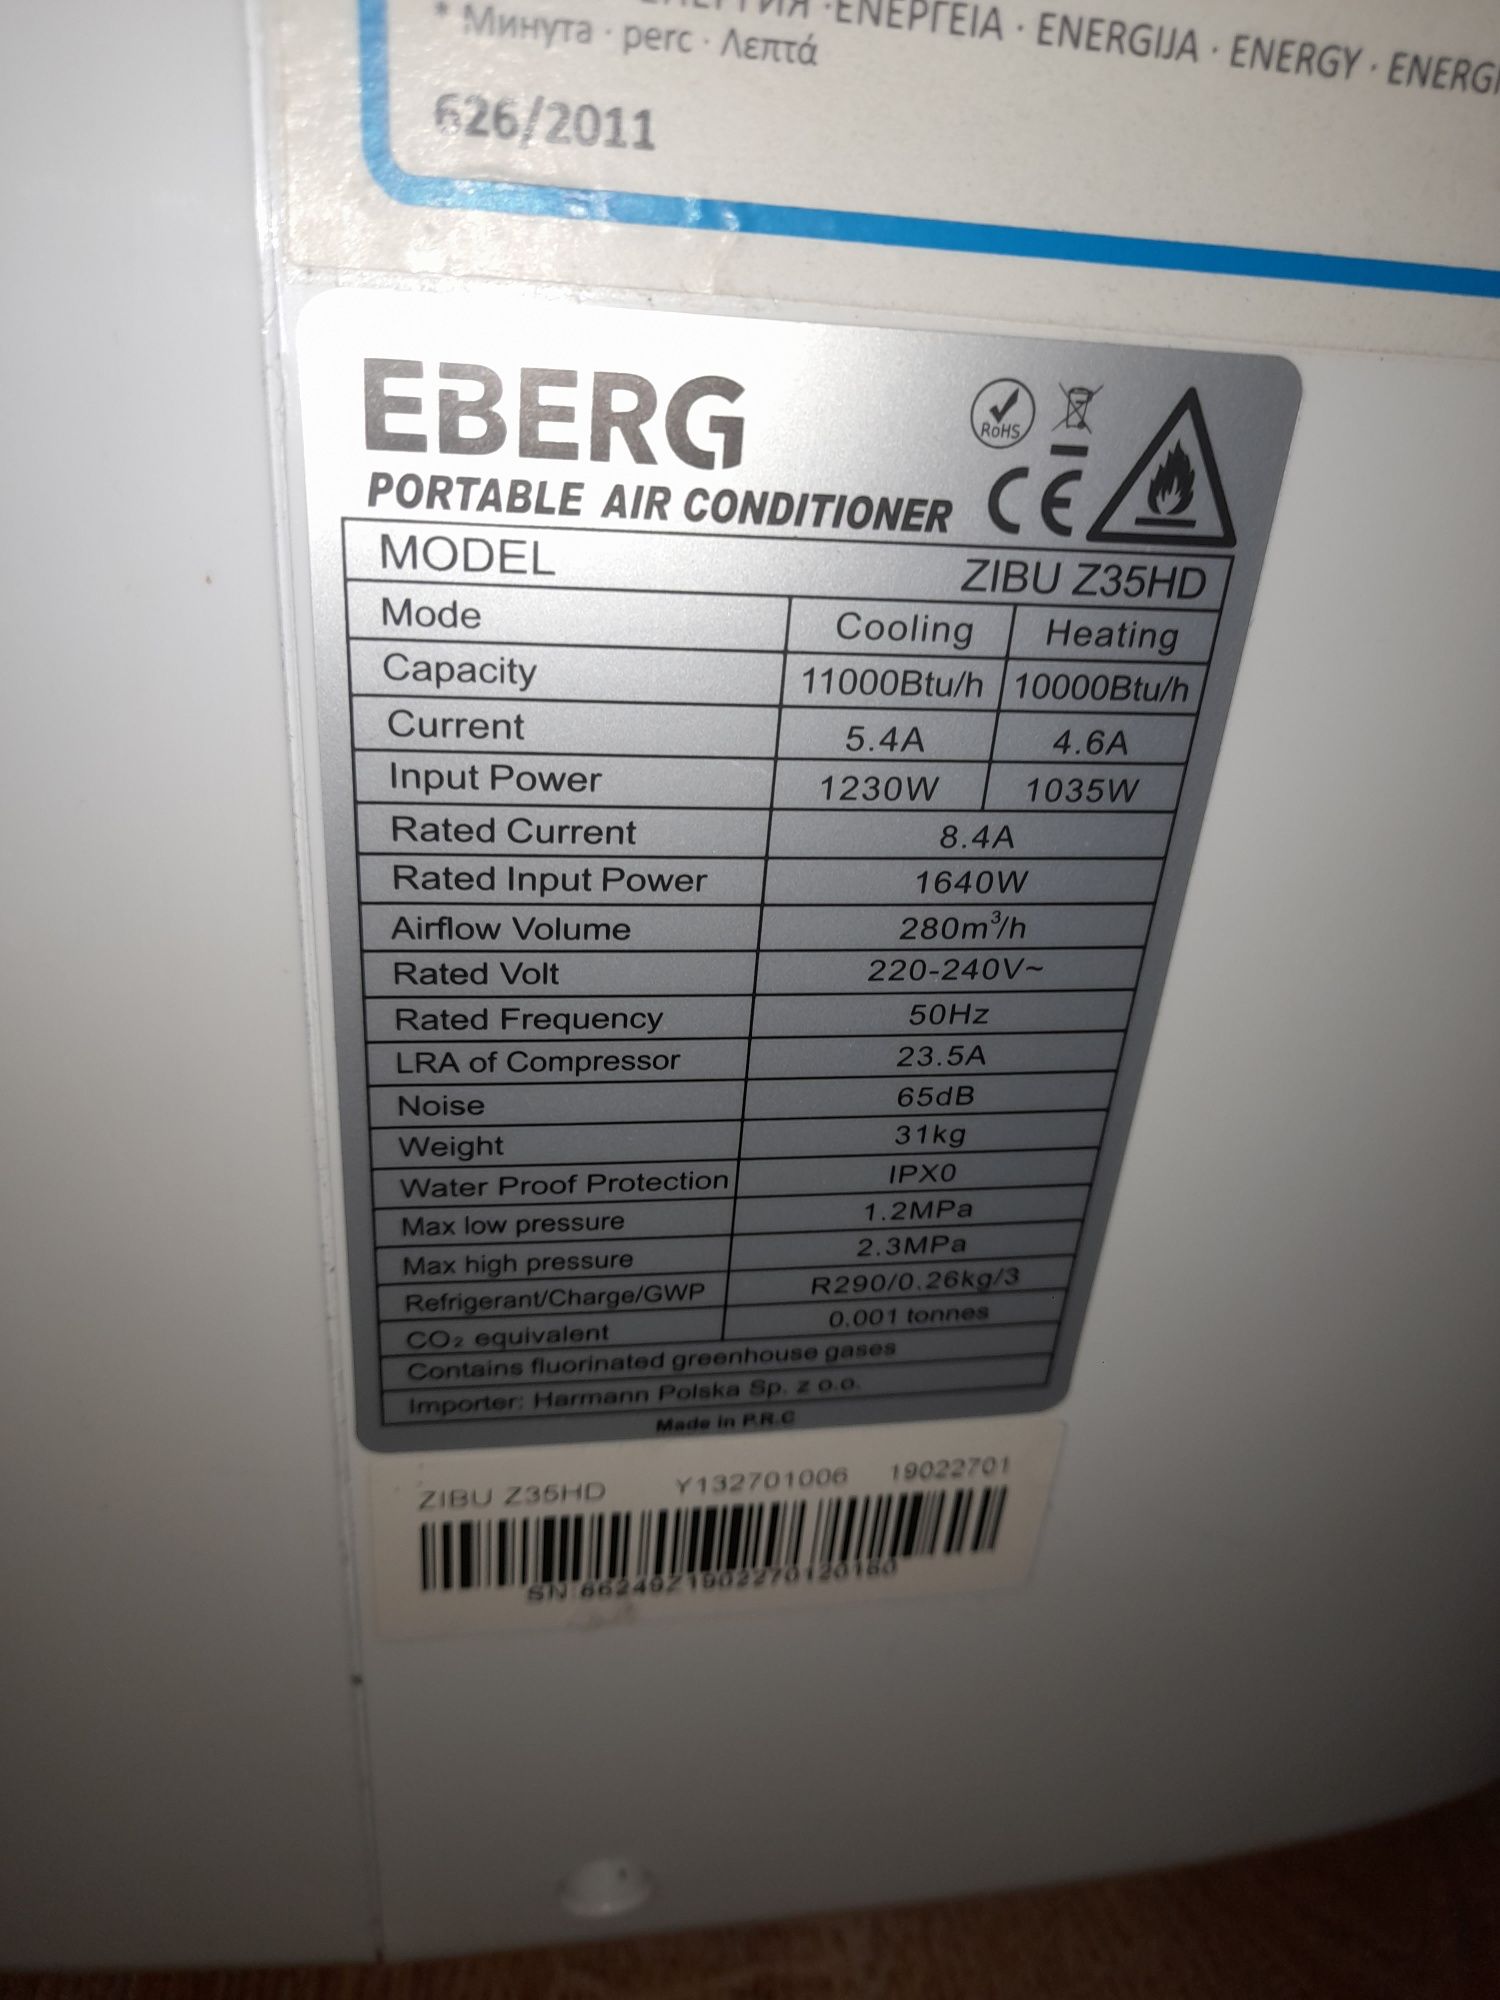 ЕНЕРГИЯ · ΕΝΕΡΓΕΙΑ · ENERGIJA · ENERGY · ENERGI
* Минута · perc · Λεπτά
626/2011
EBERG
RoHS
PORTABLE AIR CONDITIONER CE
MODEL ZIBU Z35HD
Mode Cooling Heating
Capacity 11000Btu/h 10000Btu/h
Current 5.4A 4.6A
Input Power 1230W 1035W
Rated Current 8.4A
Rated Input Power 1640W
Airflow Volume 280m³/h
Rated Volt 220-240V~
Rated Frequency 50Hz
LRA of Compressor 23.5A
Noise 65dB
Weight 31kg
Water Proof Protection IPX0
Max low pressure 1.2MPa
Max high pressure 2.3MPa
Refrigerant/Charge/GWP R290/0.26kg/3
CO₂ equivalent 0.001 tonnes
Contains fluorinated greenhouse gases
Importer: Harmann Polska Sp. z o.o.
Made in P.R.C
ZIBU Z35HD Y132701006 19022701
SN